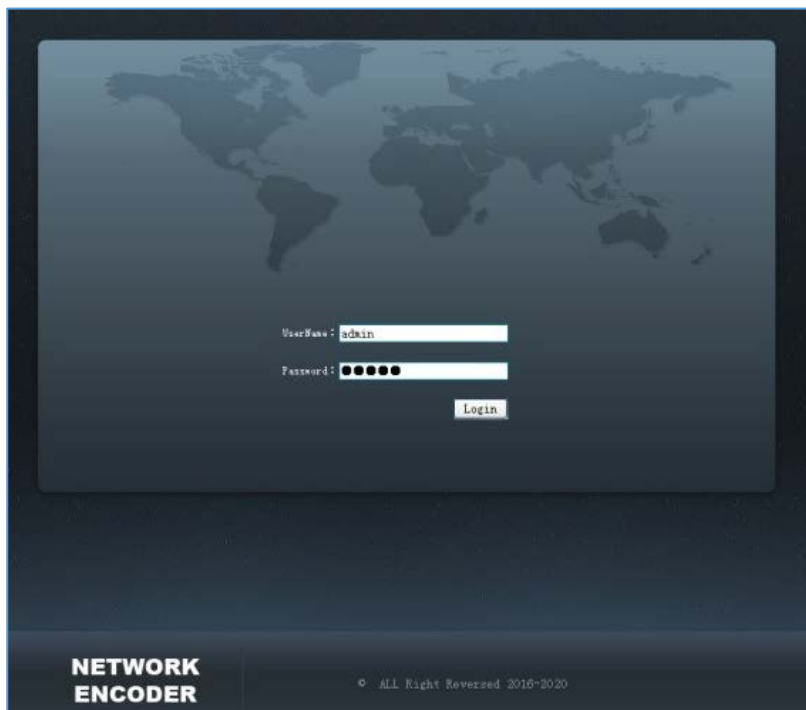 UserName: admin
Password: ●●●●●
Login
NETWORK
ENCODER
© ALL Right Reversed 2016-2020